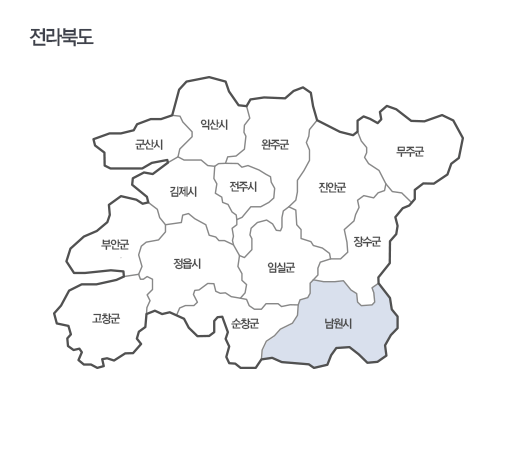 전라북도
익산시
군산시
완주군
무주군
김제시
전주시
진안군
부안군
정읍시
임실군
장수군
고창군
순창군
남원시